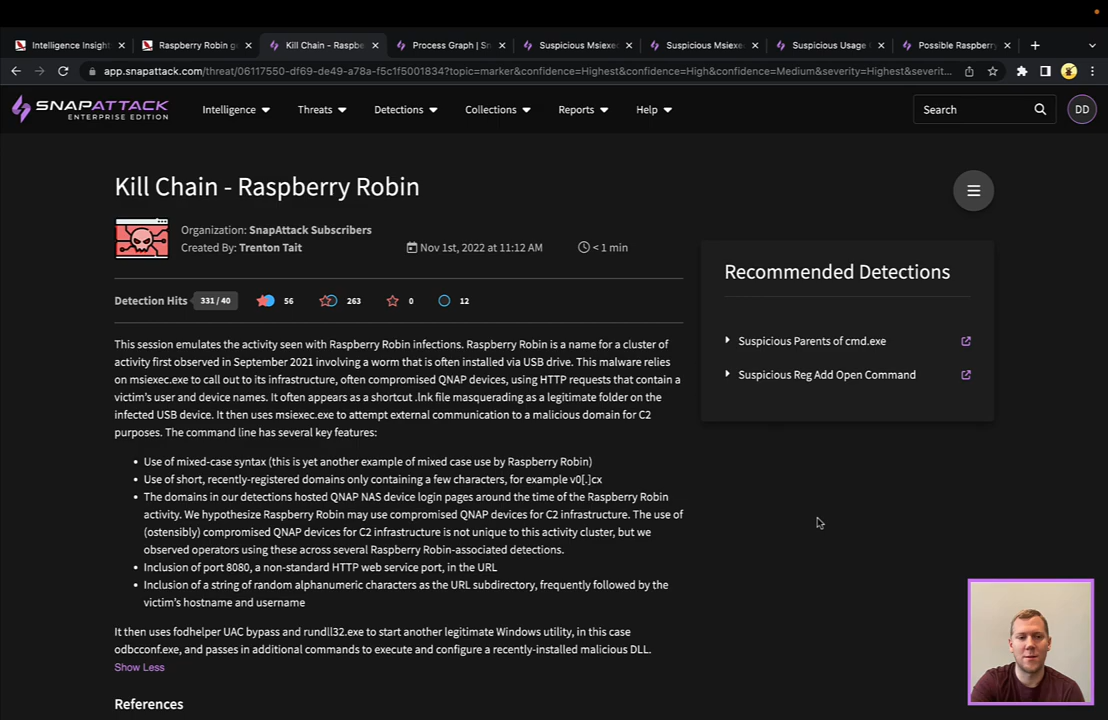 Intelligence Insight
Raspberry Robin g
Kill Chain - Raspbe
Process Graph | Sn
Suspicious Msiexec
Suspicious Msiexec
Suspicious Usage
Possible Raspberry
app.snapattack.com/threat/06117550-df69-de49-a78a-f5c1f5001834?topic=marker&confidence=Highest&confidence=High&confidence=Medium&severity=Highest&severit...
SNAPATTACK
ENTERPRISE EDITION
Intelligence
Threats
Detections
Collections
Reports
Help
Search
DD
Kill Chain - Raspberry Robin
Organization: SnapAttack Subscribers
Created By: Trenton Tait
Nov 1st, 2022 at 11:12 AM
< 1 min
Detection Hits 331 / 40 56 263 0 12
This session emulates the activity seen with Raspberry Robin infections. Raspberry Robin is a name for a cluster of
activity first observed in September 2021 involving a worm that is often installed via USB drive. This malware relies
on msiexec.exe to call out to its infrastructure, often compromised QNAP devices, using HTTP requests that contain a
victim's user and device names. It often appears as a shortcut .lnk file masquerading as a legitimate folder on the
infected USB device. It then uses msiexec.exe to attempt external communication to a malicious domain for C2
purposes. The command line has several key features:
• Use of mixed-case syntax (this is yet another example of mixed case use by Raspberry Robin)
• Use of short, recently-registered domains only containing a few characters, for example v0[.]cx
• The domains in our detections hosted QNAP NAS device login pages around the time of the Raspberry Robin
activity. We hypothesize Raspberry Robin may use compromised QNAP devices for C2 infrastructure. The use of
(ostensibly) compromised QNAP devices for C2 infrastructure is not unique to this activity cluster, but we
observed operators using these across several Raspberry Robin-associated detections.
• Inclusion of port 8080, a non-standard HTTP web service port, in the URL
• Inclusion of a string of random alphanumeric characters as the URL subdirectory, frequently followed by the
victim's hostname and username
It then uses fodhelper UAC bypass and rundll32.exe to start another legitimate Windows utility, in this case
odbcconf.exe, and passes in additional commands to execute and configure a recently-installed malicious DLL.
Show Less
References
Recommended Detections
Suspicious Parents of cmd.exe
Suspicious Reg Add Open Command